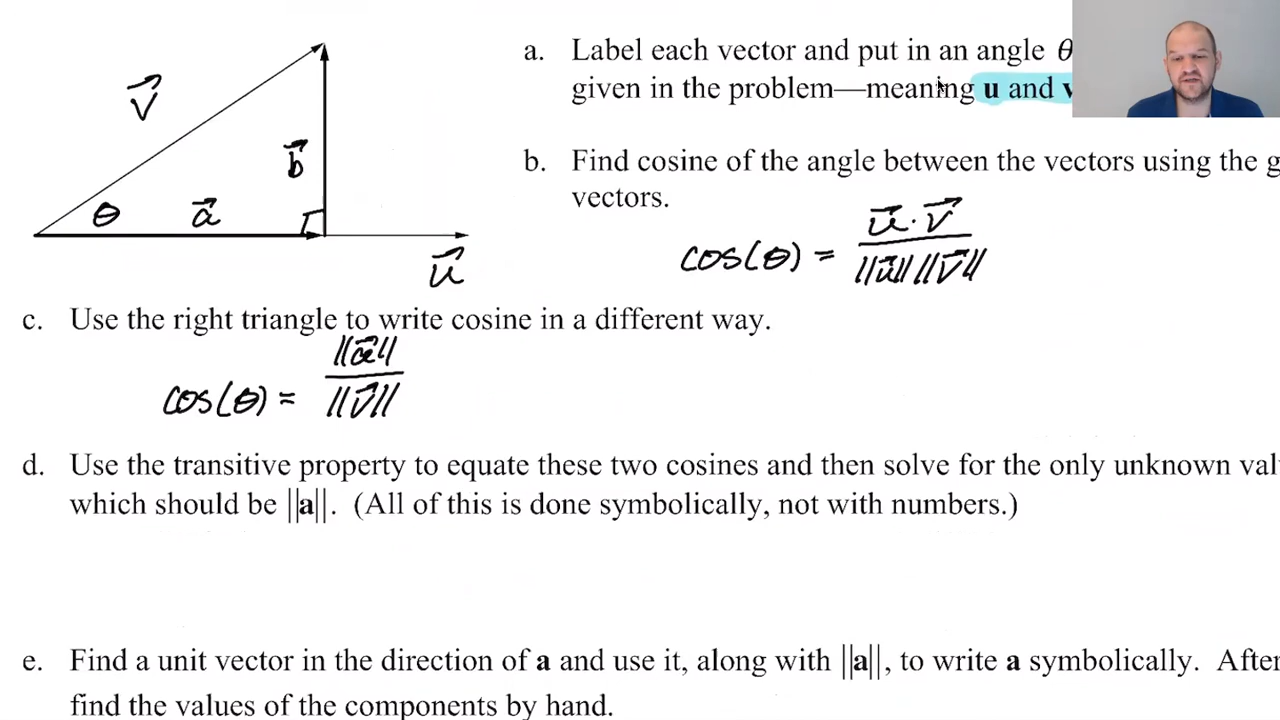 a. Label each vector and put in an angle θ
given in the problem—meaning u and v
b. Find cosine of the angle between the vectors using the g
vectors.
v⃗
b⃗
θ
a⃗
u⃗
cos(θ) = u⃗ · v⃗ / ||u⃗|| ||v⃗||
c. Use the right triangle to write cosine in a different way.
cos(θ) = ||a⃗|| / ||v⃗||
d. Use the transitive property to equate these two cosines and then solve for the only unknown val
which should be ||a||. (All of this is done symbolically, not with numbers.)
e. Find a unit vector in the direction of a and use it, along with ||a||, to write a symbolically. After
find the values of the components by hand.